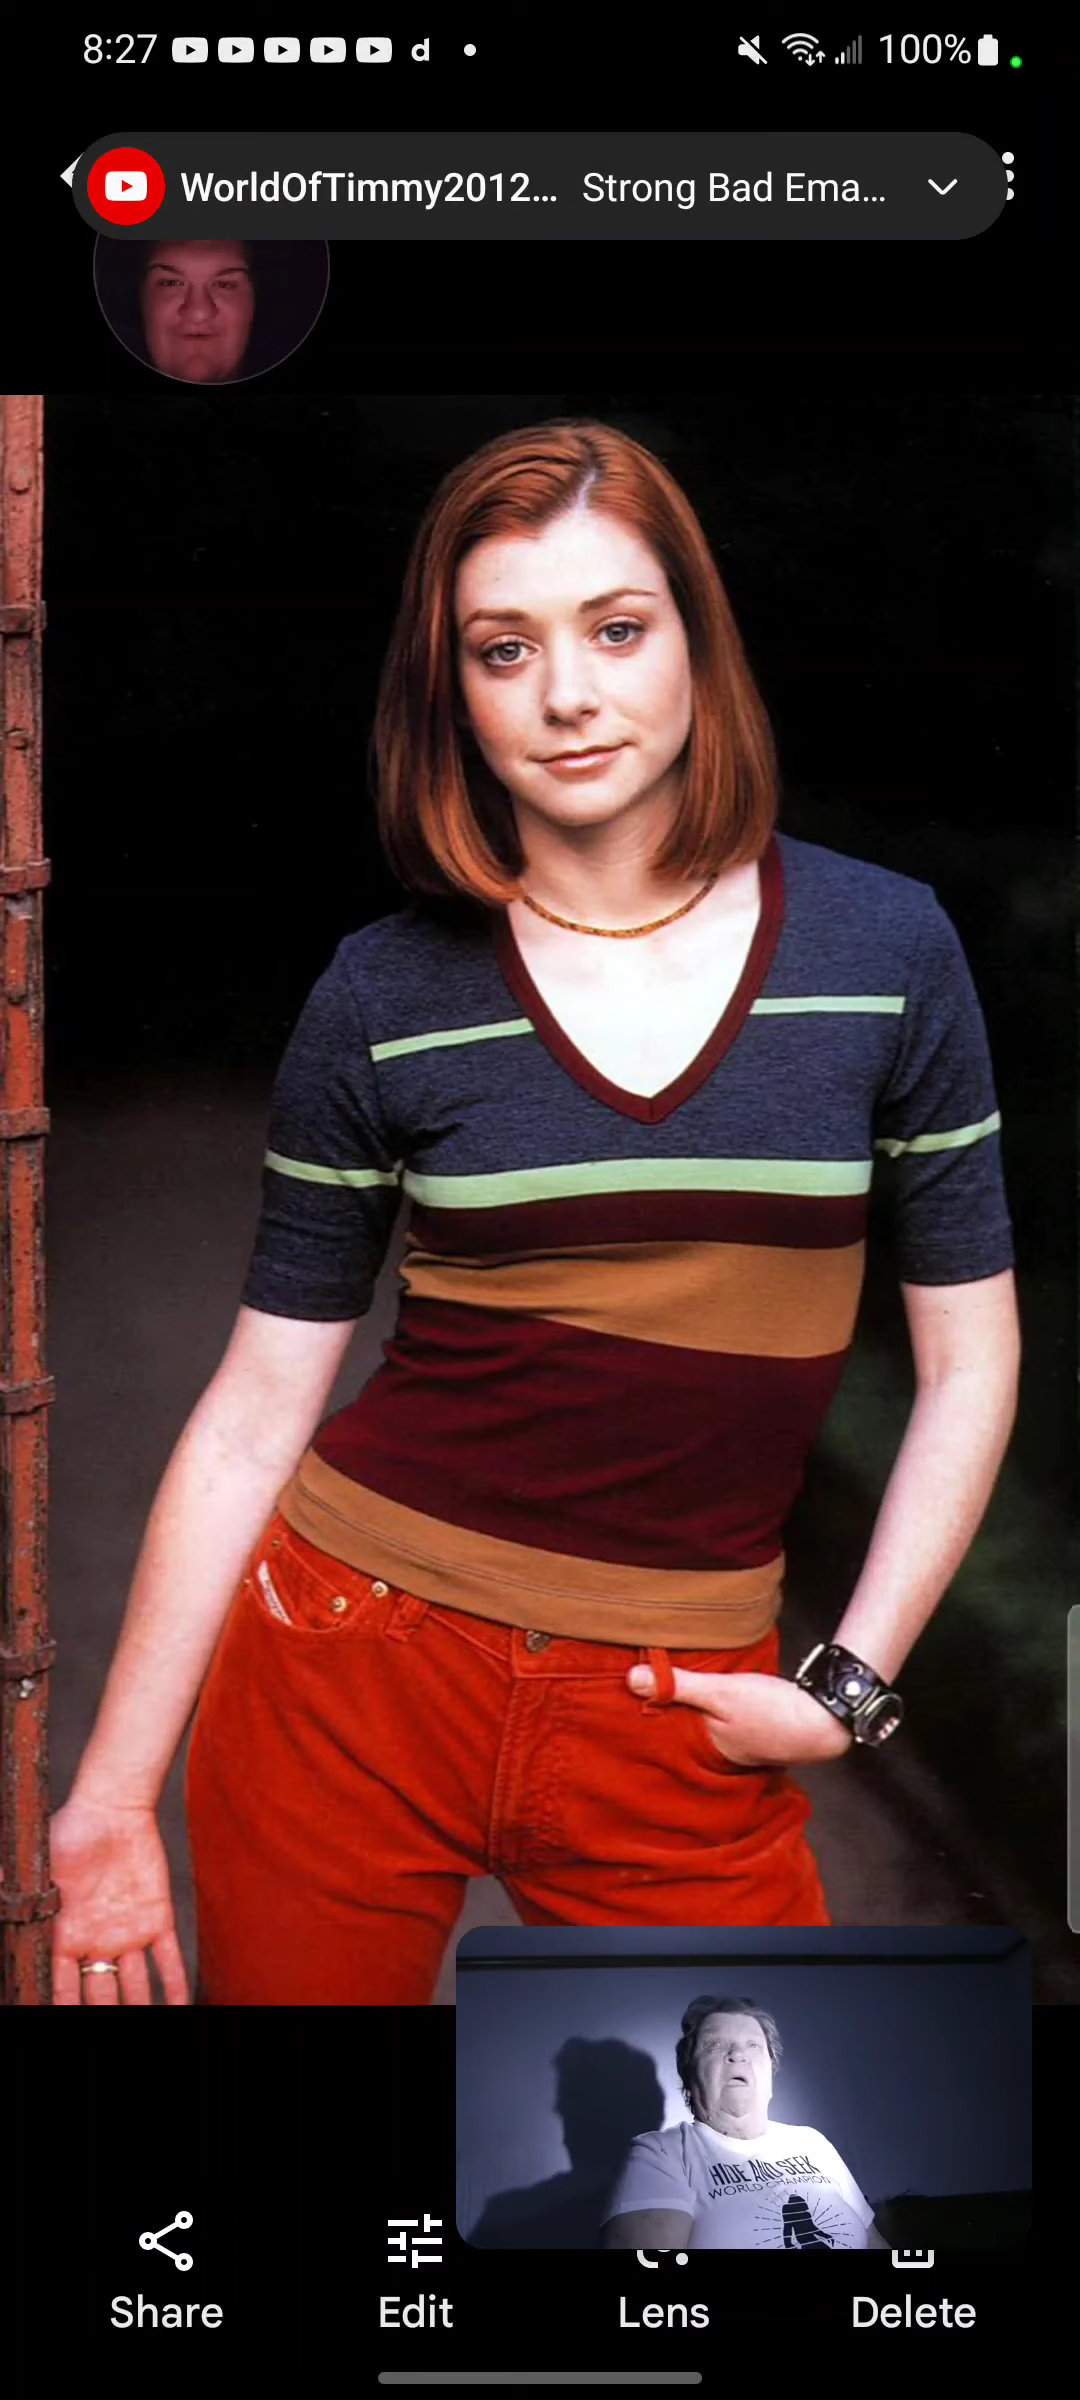 8:27 d 100%
WorldOfTimmy2012... Strong Bad Ema...
HIDE AND SEEK
WORLD CHAMPION
Share Edit Lens Delete